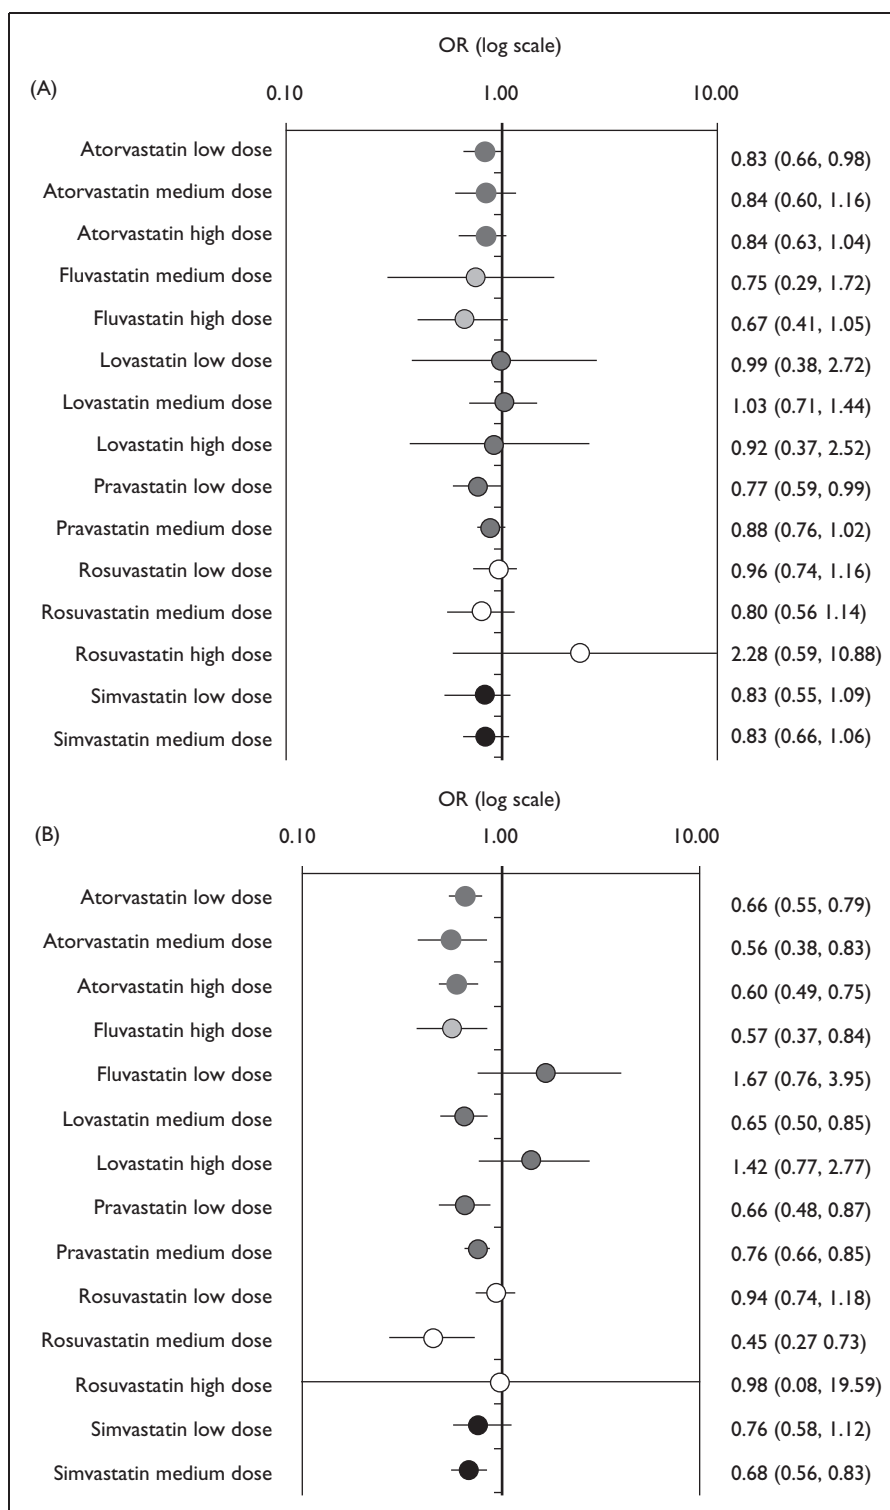 OR (log scale)
(A) 0.10 1.00 10.00
Atorvastatin low dose 0.83 (0.66, 0.98)
Atorvastatin medium dose 0.84 (0.60, 1.16)
Atorvastatin high dose 0.84 (0.63, 1.04)
Fluvastatin medium dose 0.75 (0.29, 1.72)
Fluvastatin high dose 0.67 (0.41, 1.05)
Lovastatin low dose 0.99 (0.38, 2.72)
Lovastatin medium dose 1.03 (0.71, 1.44)
Lovastatin high dose 0.92 (0.37, 2.52)
Pravastatin low dose 0.77 (0.59, 0.99)
Pravastatin medium dose 0.88 (0.76, 1.02)
Rosuvastatin low dose 0.96 (0.74, 1.16)
Rosuvastatin medium dose 0.80 (0.56 1.14)
Rosuvastatin high dose 2.28 (0.59, 10.88)
Simvastatin low dose 0.83 (0.55, 1.09)
Simvastatin medium dose 0.83 (0.66, 1.06)
OR (log scale)
(B) 0.10 1.00 10.00
Atorvastatin low dose 0.66 (0.55, 0.79)
Atorvastatin medium dose 0.56 (0.38, 0.83)
Atorvastatin high dose 0.60 (0.49, 0.75)
Fluvastatin high dose 0.57 (0.37, 0.84)
Fluvastatin low dose 1.67 (0.76, 3.95)
Lovastatin medium dose 0.65 (0.50, 0.85)
Lovastatin high dose 1.42 (0.77, 2.77)
Pravastatin low dose 0.66 (0.48, 0.87)
Pravastatin medium dose 0.76 (0.66, 0.85)
Rosuvastatin low dose 0.94 (0.74, 1.18)
Rosuvastatin medium dose 0.45 (0.27 0.73)
Rosuvastatin high dose 0.98 (0.08, 19.59)
Simvastatin low dose 0.76 (0.58, 1.12)
Simvastatin medium dose 0.68 (0.56, 0.83)